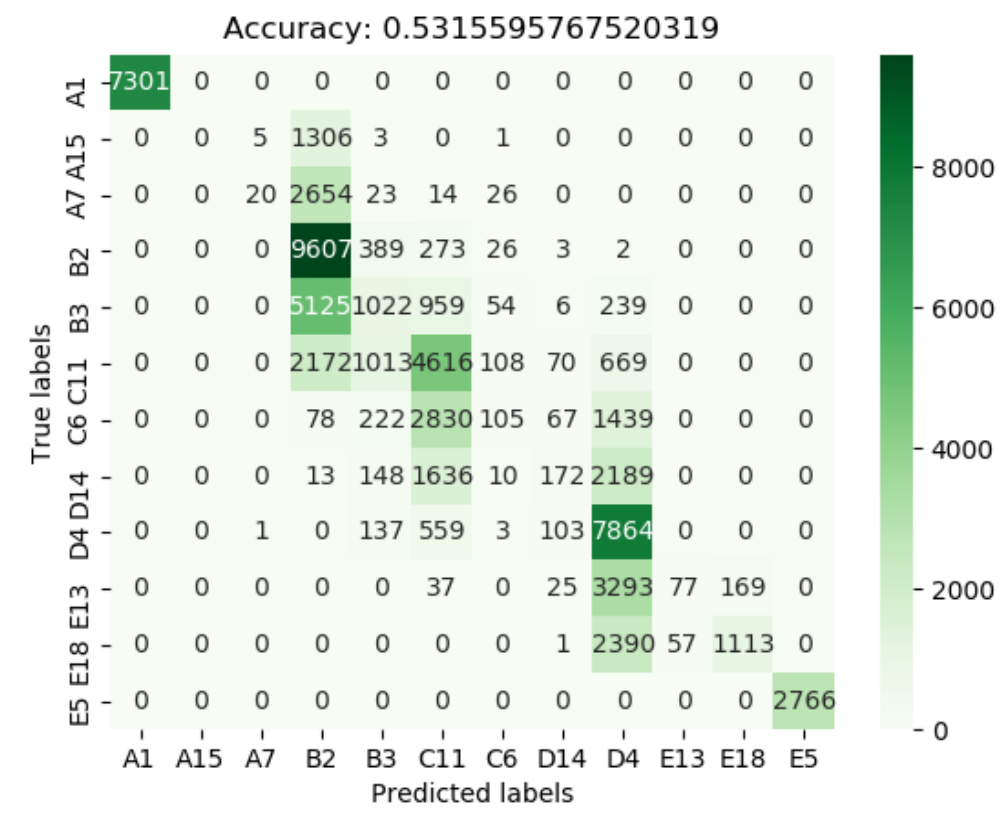 Accuracy: 0.5315595767520319
A1 7301 0 0 0 0 0 0 0 0 0 0 0
A15 0 0 5 1306 3 0 1 0 0 0 0 0
A7 0 0 20 2654 23 14 26 0 0 0 0 0
B2 0 0 0 9607 389 273 26 3 2 0 0 0
B3 0 0 0 5125 1022 959 54 6 239 0 0 0
C11 0 0 0 2172 1013 4616 108 70 669 0 0 0
C6 0 0 0 78 222 2830 105 67 1439 0 0 0
D14 0 0 0 13 148 1636 10 172 2189 0 0 0
D4 0 0 1 0 137 559 3 103 7864 0 0 0
E13 0 0 0 0 0 37 0 25 3293 77 169 0
E18 0 0 0 0 0 0 0 1 2390 57 1113 0
E5 0 0 0 0 0 0 0 0 0 0 0 2766
A1 A15 A7 B2 B3 C11 C6 D14 D4 E13 E18 E5
Predicted labels
True labels
8000
6000
4000
2000
0